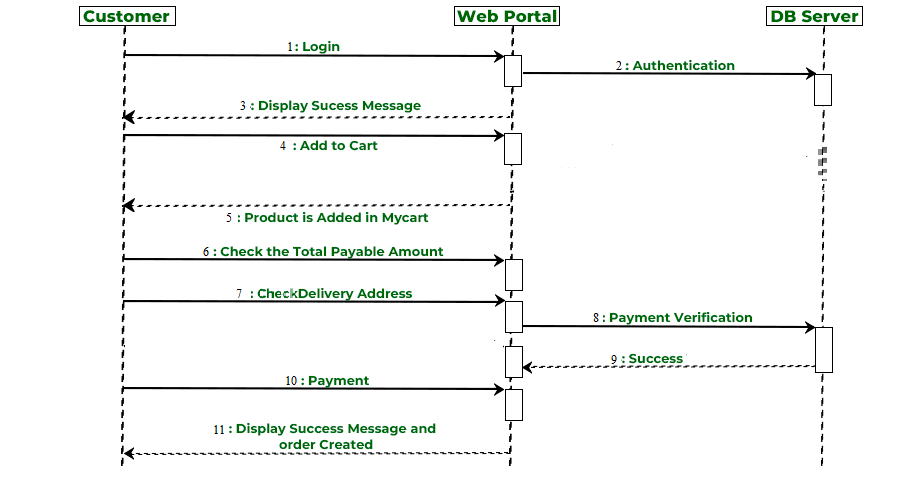 Customer
Web Portal
DB Server
1: Login
2 : Authentication
3 : Display Sucess Message
4 : Add to Cart
5 : Product is Added in Mycart
6 : Check the Total Payable Amount
7 : CheckDelivery Address
8 : Payment Verification
9 : Success
10 : Payment
11 : Display Success Message and
order Created